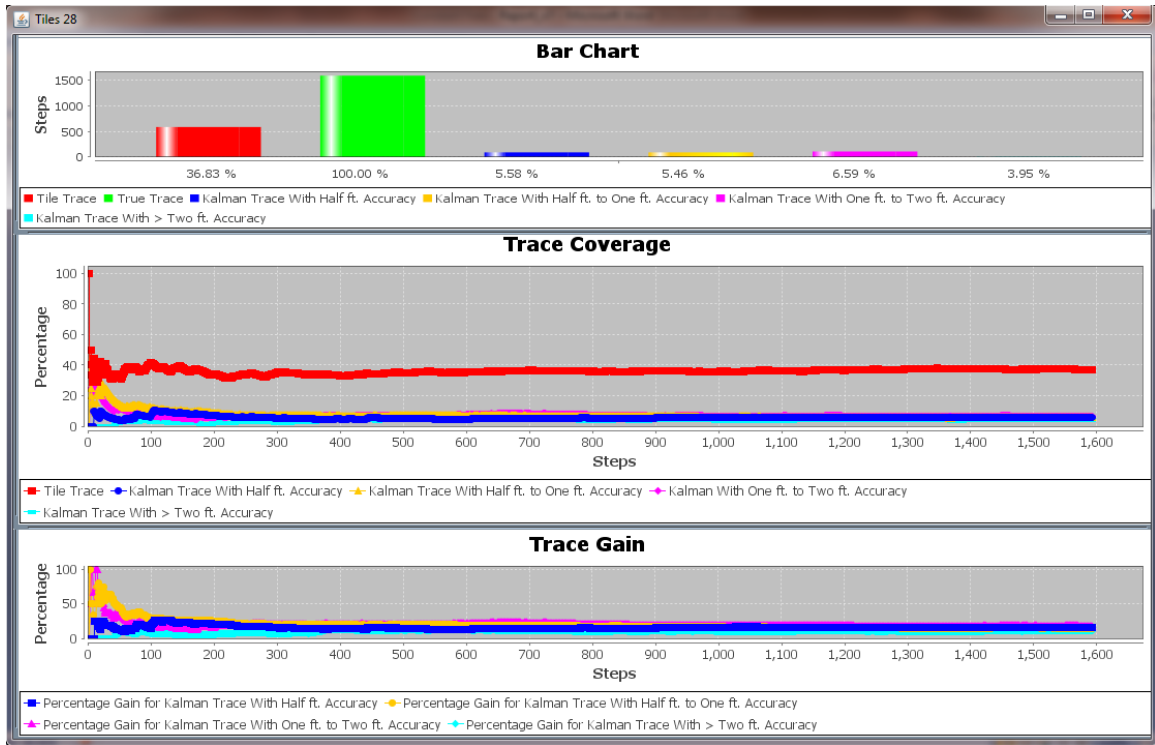 Tiles 28
Bar Chart
Steps
1500
1000
500
0
36.83 % 100.00 % 5.58 % 5.46 % 6.59 % 3.95 %
Tile Trace True Trace Kalman Trace With Half ft. Accuracy Kalman Trace With Half ft. to One ft. Accuracy Kalman Trace With One ft. to Two ft. Accuracy
Kalman Trace With > Two ft. Accuracy
Trace Coverage
Percentage
100
80
60
40
20
0
0 100 200 300 400 500 600 700 800 900 1,000 1,100 1,200 1,300 1,400 1,500 1,600
Steps
Tile Trace Kalman Trace With Half ft. Accuracy Kalman Trace With Half ft. to One ft. Accuracy Kalman With One ft. to Two ft. Accuracy
Kalman Trace With > Two ft. Accuracy
Trace Gain
Percentage
100
50
0
0 100 200 300 400 500 600 700 800 900 1,000 1,100 1,200 1,300 1,400 1,500 1,600
Steps
Percentage Gain for Kalman Trace With Half ft. Accuracy Percentage Gain for Kalman Trace With Half ft. to One ft. Accuracy
Percentage Gain for Kalman Trace With One ft. to Two ft. Accuracy Percentage Gain for Kalman Trace With > Two ft. Accuracy